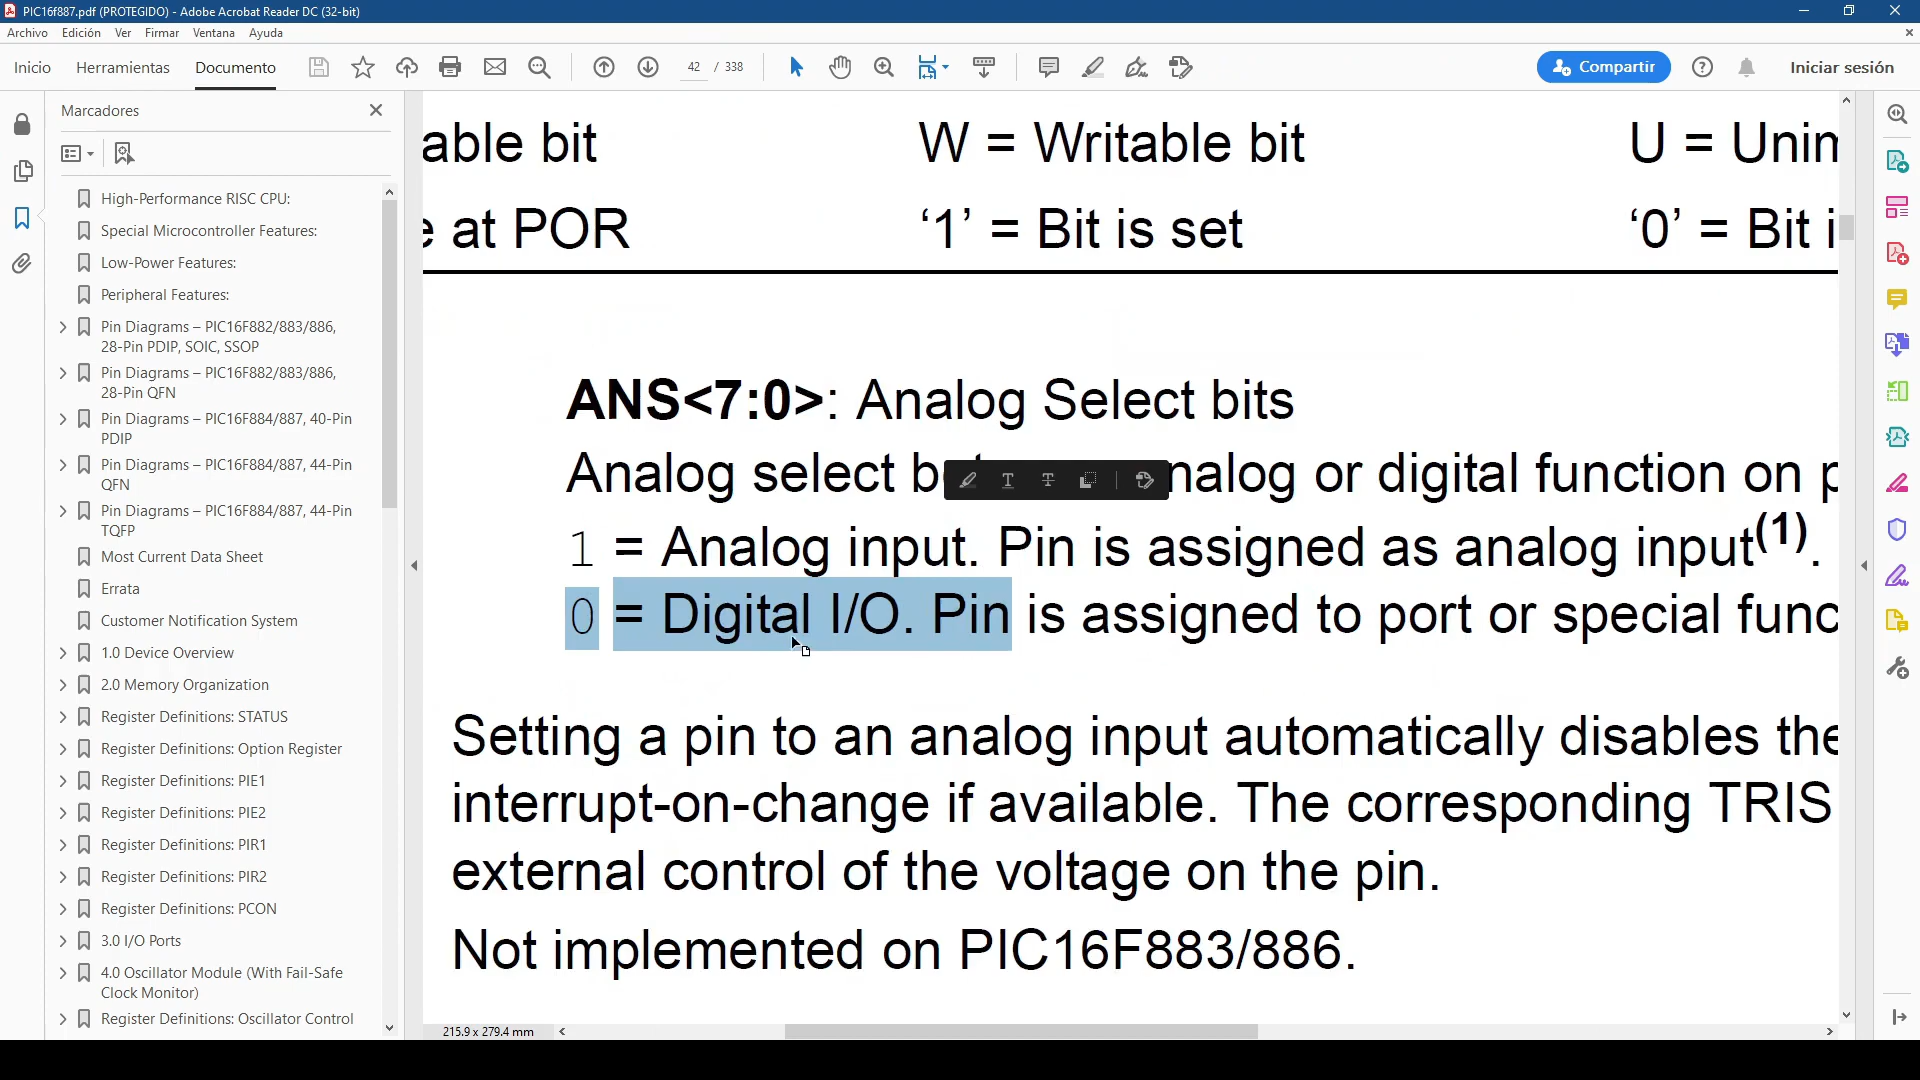 PIC16f887.pdf (PROTEGIDO) - Adobe Acrobat Reader DC (32-bit)
Archivo Edición Ver Firmar Ventana Ayuda
Inicio Herramientas Documento 42 / 338 Compartir Iniciar sesión
Marcadores
High-Performance RISC CPU:
Special Microcontroller Features:
Low-Power Features:
Peripheral Features:
Pin Diagrams – PIC16F882/883/886,
28-Pin PDIP, SOIC, SSOP
Pin Diagrams – PIC16F882/883/886,
28-Pin QFN
Pin Diagrams – PIC16F884/887, 40-Pin
PDIP
Pin Diagrams – PIC16F884/887, 44-Pin
QFN
Pin Diagrams – PIC16F884/887, 44-Pin
TQFP
Most Current Data Sheet
Errata
Customer Notification System
1.0 Device Overview
2.0 Memory Organization
Register Definitions: STATUS
Register Definitions: Option Register
Register Definitions: PIE1
Register Definitions: PIE2
Register Definitions: PIR1
Register Definitions: PIR2
Register Definitions: PCON
3.0 I/O Ports
4.0 Oscillator Module (With Fail-Safe
Clock Monitor)
Register Definitions: Oscillator Control
able bit W = Writable bit U = Unim
e at POR ‘1’ = Bit is set ‘0’ = Bit i
ANS<7:0>: Analog Select bits
Analog select b nalog or digital function on p
1 = Analog input. Pin is assigned as analog input(1).
0 = Digital I/O. Pin is assigned to port or special func
Setting a pin to an analog input automatically disables the
interrupt-on-change if available. The corresponding TRIS
external control of the voltage on the pin.
Not implemented on PIC16F883/886.
215.9 x 279.4 mm